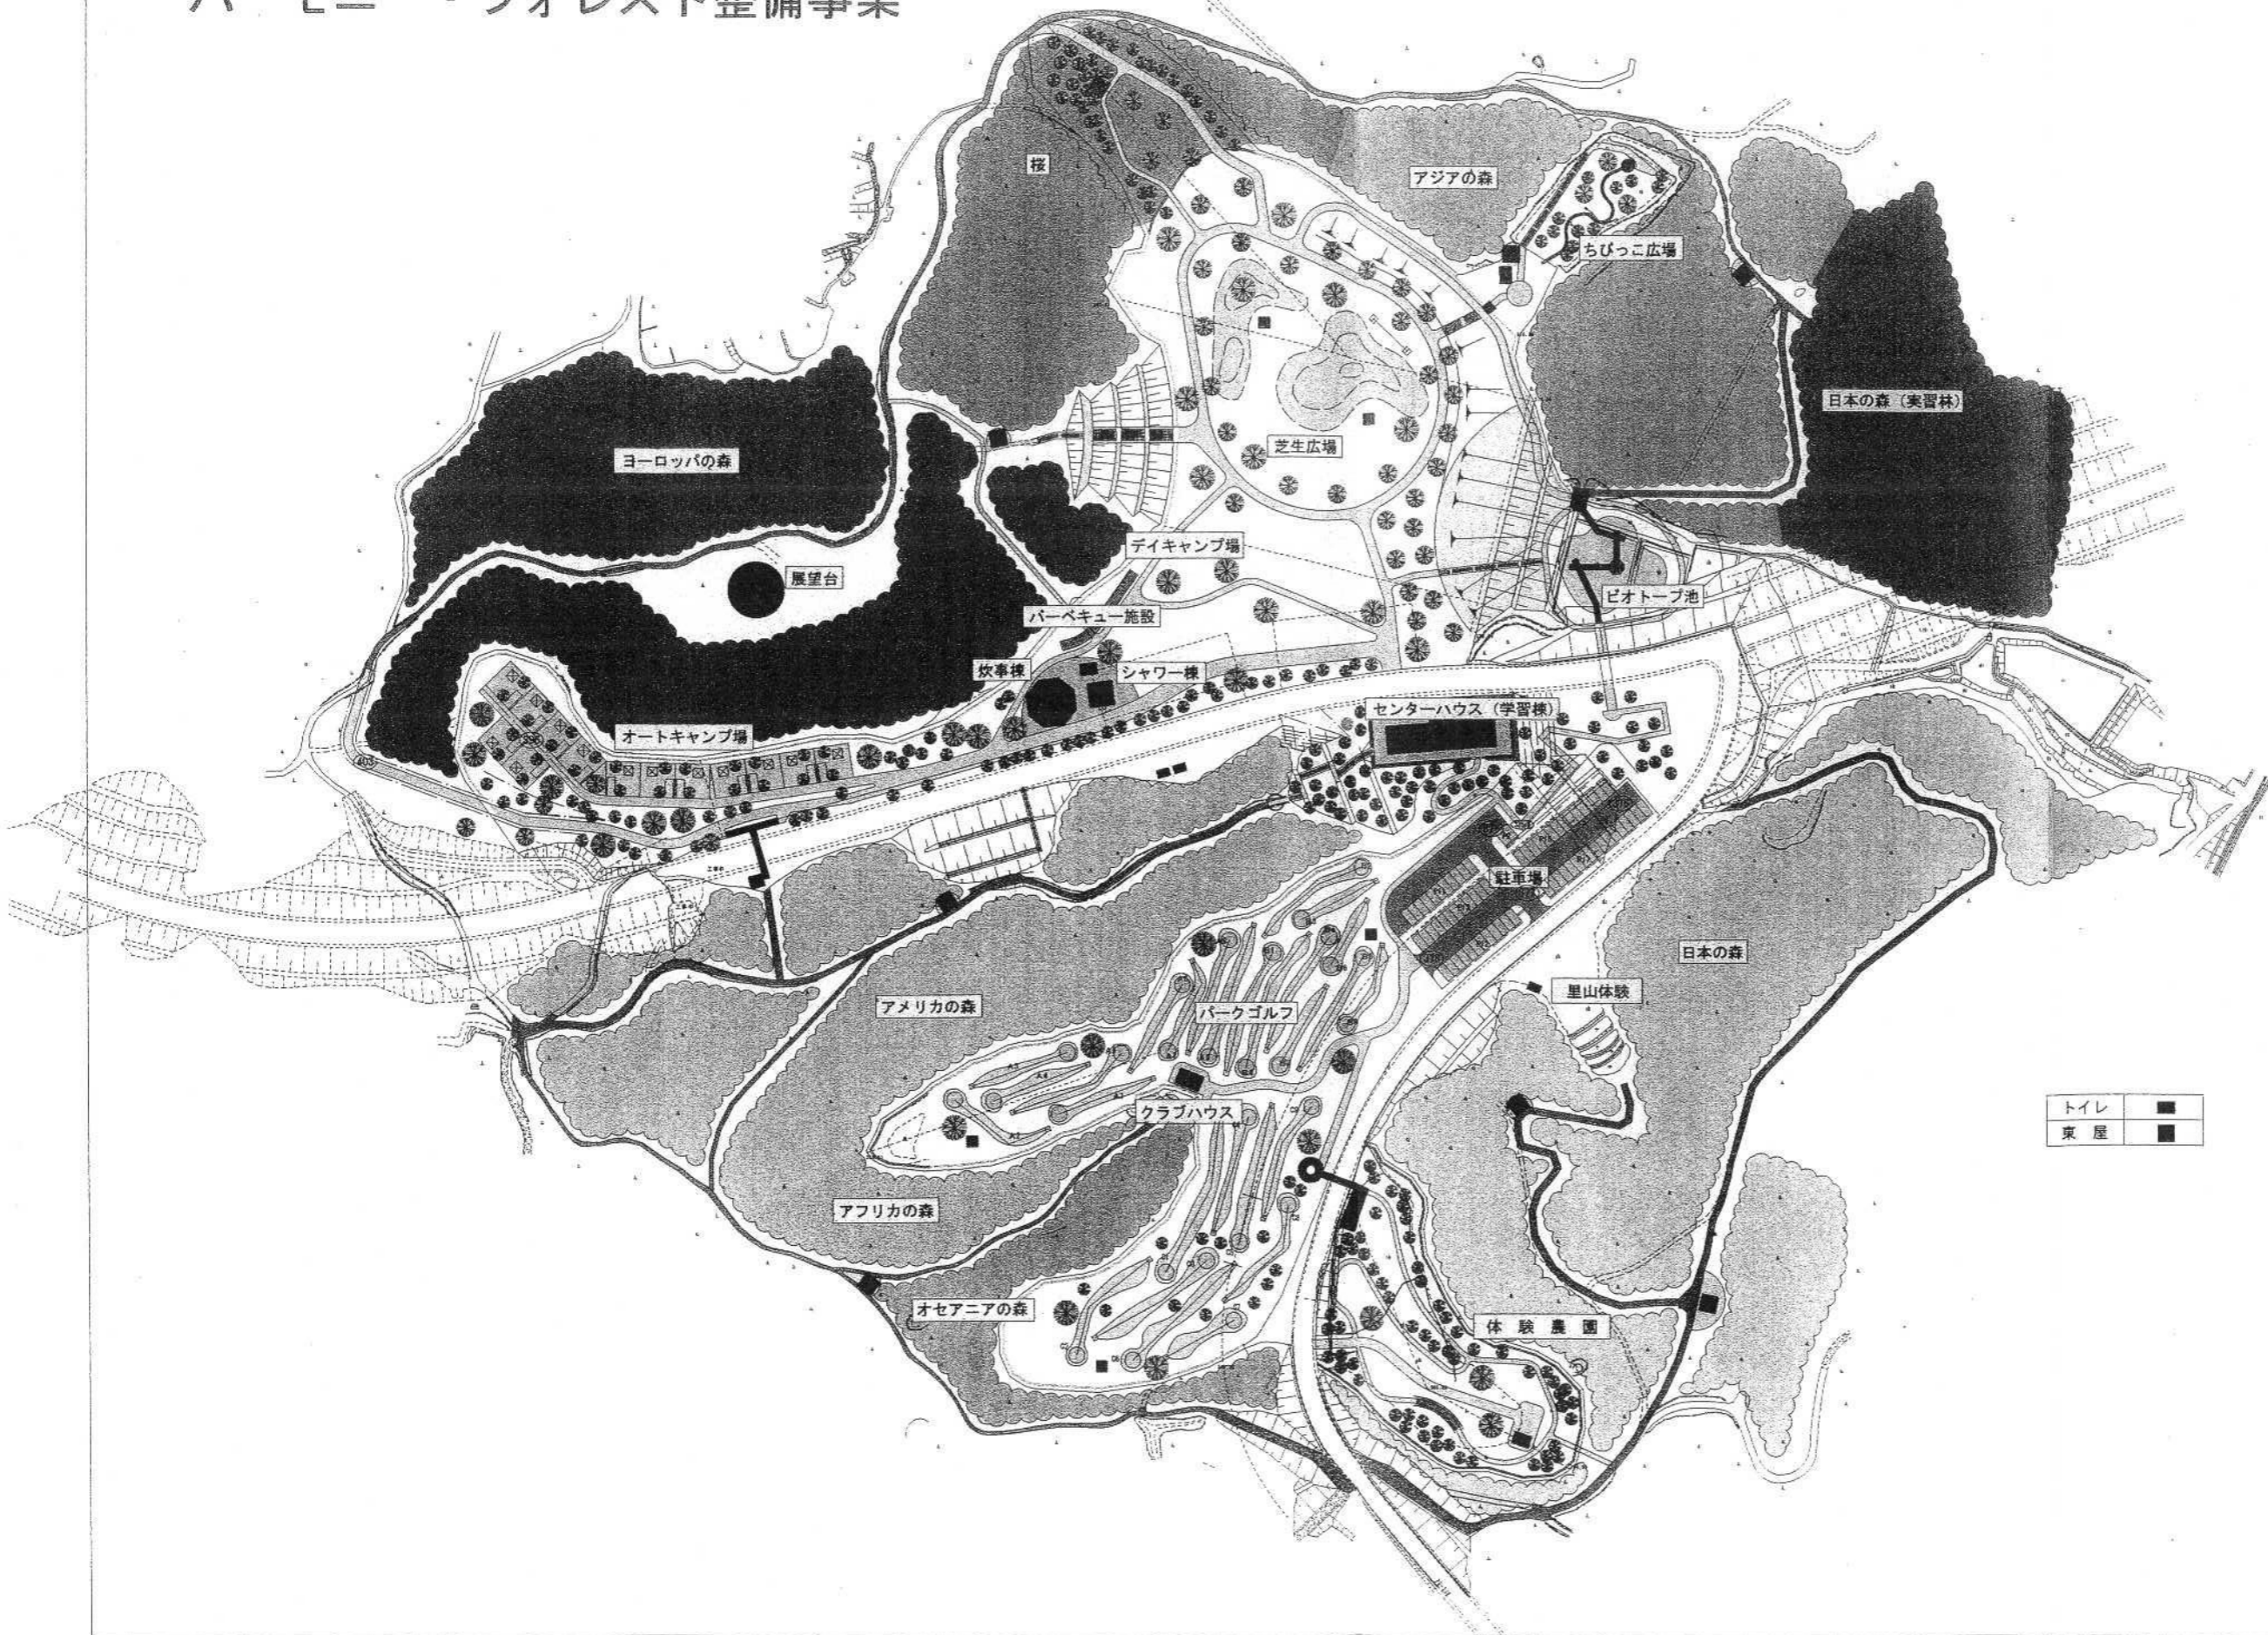 ハーモニー・フォレスト整備事業
桜
アジアの森
ちびっこ広場
日本の森（実習林）
芝生広場
ヨーロッパの森
デイキャンプ場
展望台
ビオトープ池
バーベキュー施設
炊事棟
シャワー棟
センターハウス（学習棟）
オートキャンプ場
403
駐車場
日本の森
里山体験
アメリカの森
パークゴルフ
クラブハウス
トイレ
東屋
アフリカの森
オセアニアの森
体験農園